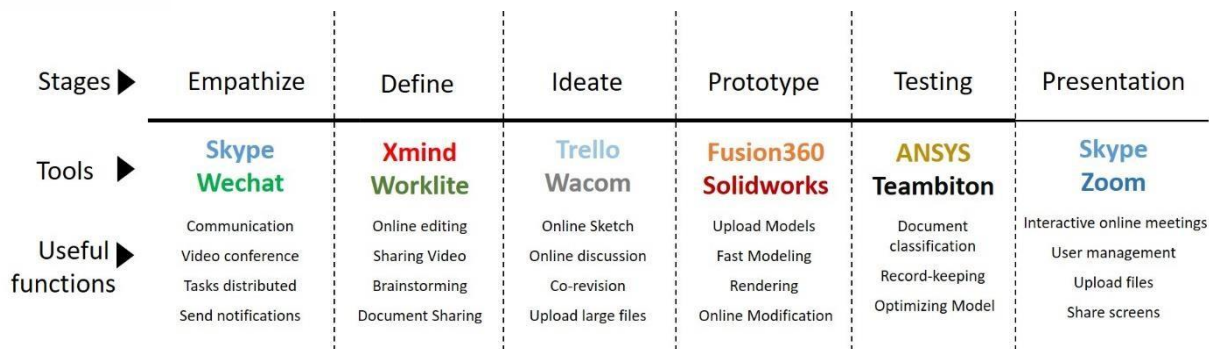 Stages Empathize Define Ideate Prototype Testing Presentation
Tools
Skype Xmind Trello Fusion360 ANSYS Skype
Wechat Worklite Wacom Solidworks Teambiton Zoom
Useful
functions
Communication Online editing Online Sketch Upload Models Document
classification Interactive online meetings
Video conference Sharing Video Online discussion Fast Modeling Record-keeping User management
Tasks distributed Brainstorming Co-revision Rendering Optimizing Model Upload files
Send notifications Document Sharing Upload large files Online Modification Share screens